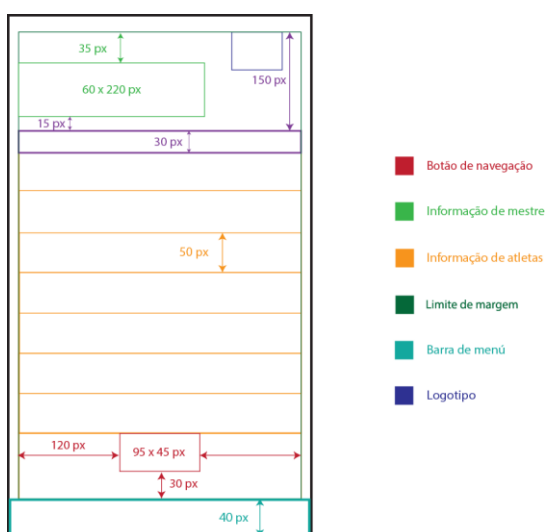 35 px
150 px
60 x 220 px
15 px
30 px
50 px
120 px
95 x 45 px
30 px
40 px
Botão de navegação
Informação de mestre
Informação de atletas
Limite de margem
Barra de menú
Logotipo